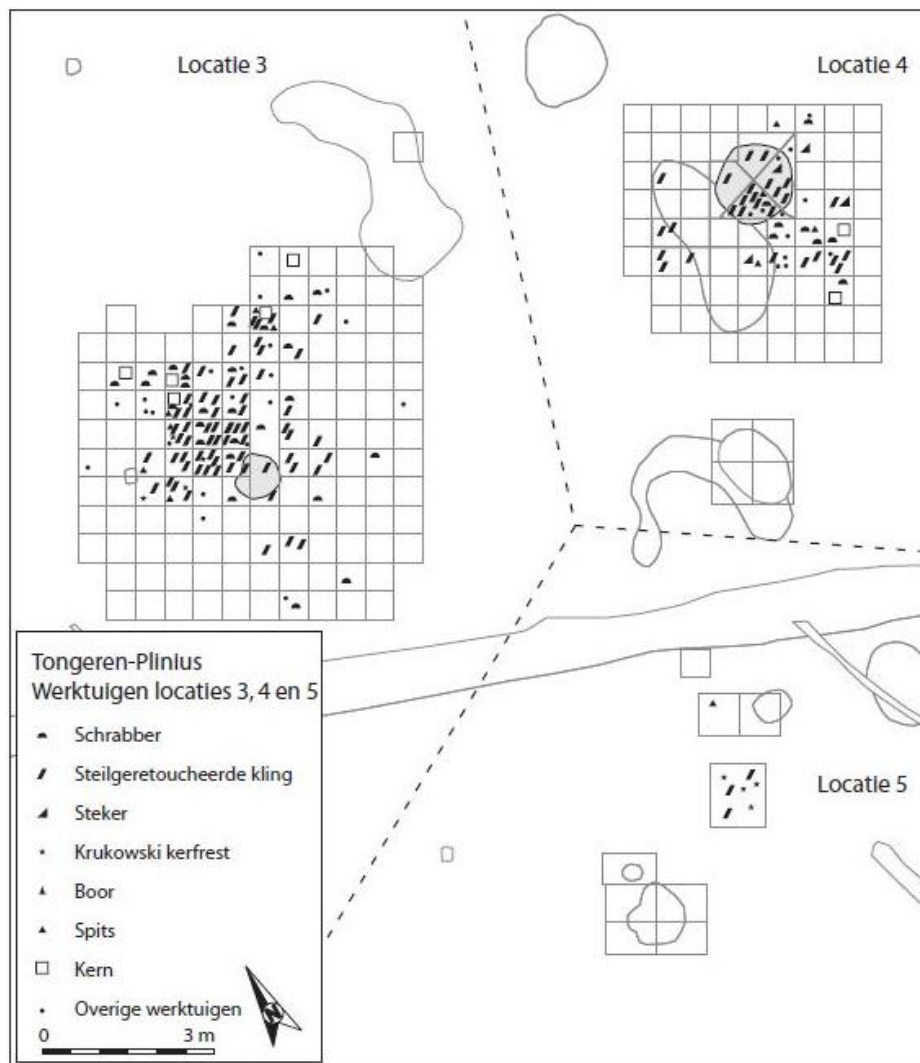 Locatie 3
Locatie 4
Locatie 5
Tongeren-Plinius
Werktuigen locaties 3, 4 en 5
Schrabber
Steilgeretoucheerde kling
Steker
Krukowski kerfrest
Boor
Spits
Kern
Overige werktuigen
0 3 m
N